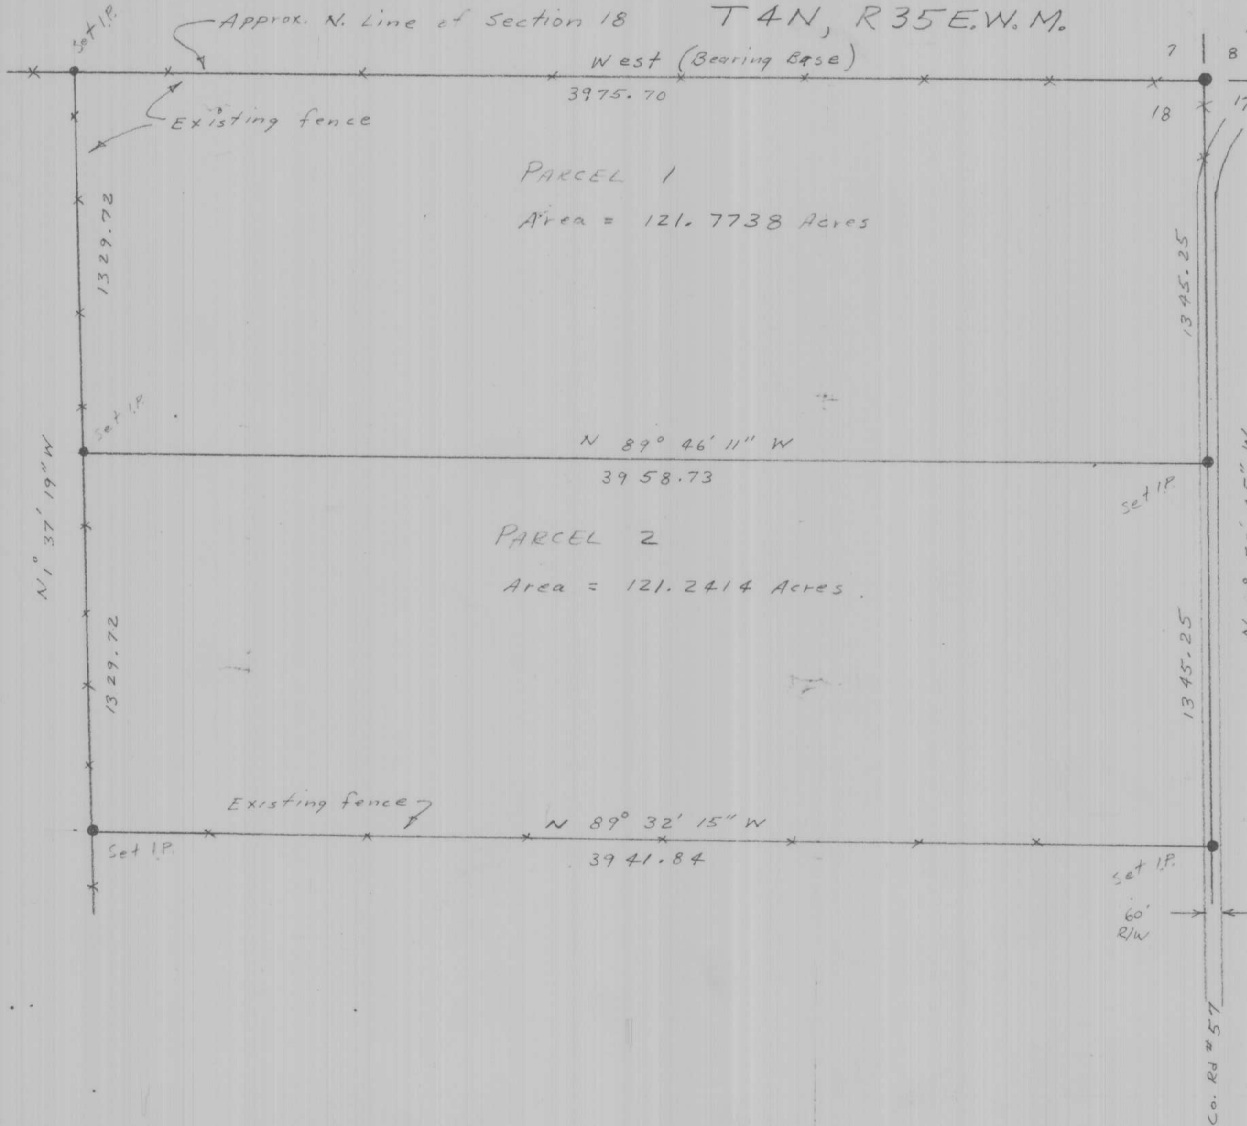 T4N, R35E.W.M.
Approx. N. Line of Section 18
Set I.P.
West (Bearing Base)
3975.70
7
8
18
17
Existing fence
PARCEL 1
Area = 121.7738 Acres
1329.72
1345.25
Set I.P.
N 89° 46' 11" W
3958.73
Set I.P.
N 1° 37' 19" W
PARCEL 2
Area = 121.2414 Acres.
1329.72
1345.25
Existing fence
N 89° 32' 15" W
3941.84
Set I.P.
Set I.P.
60'
R/W
Co. Rd #57